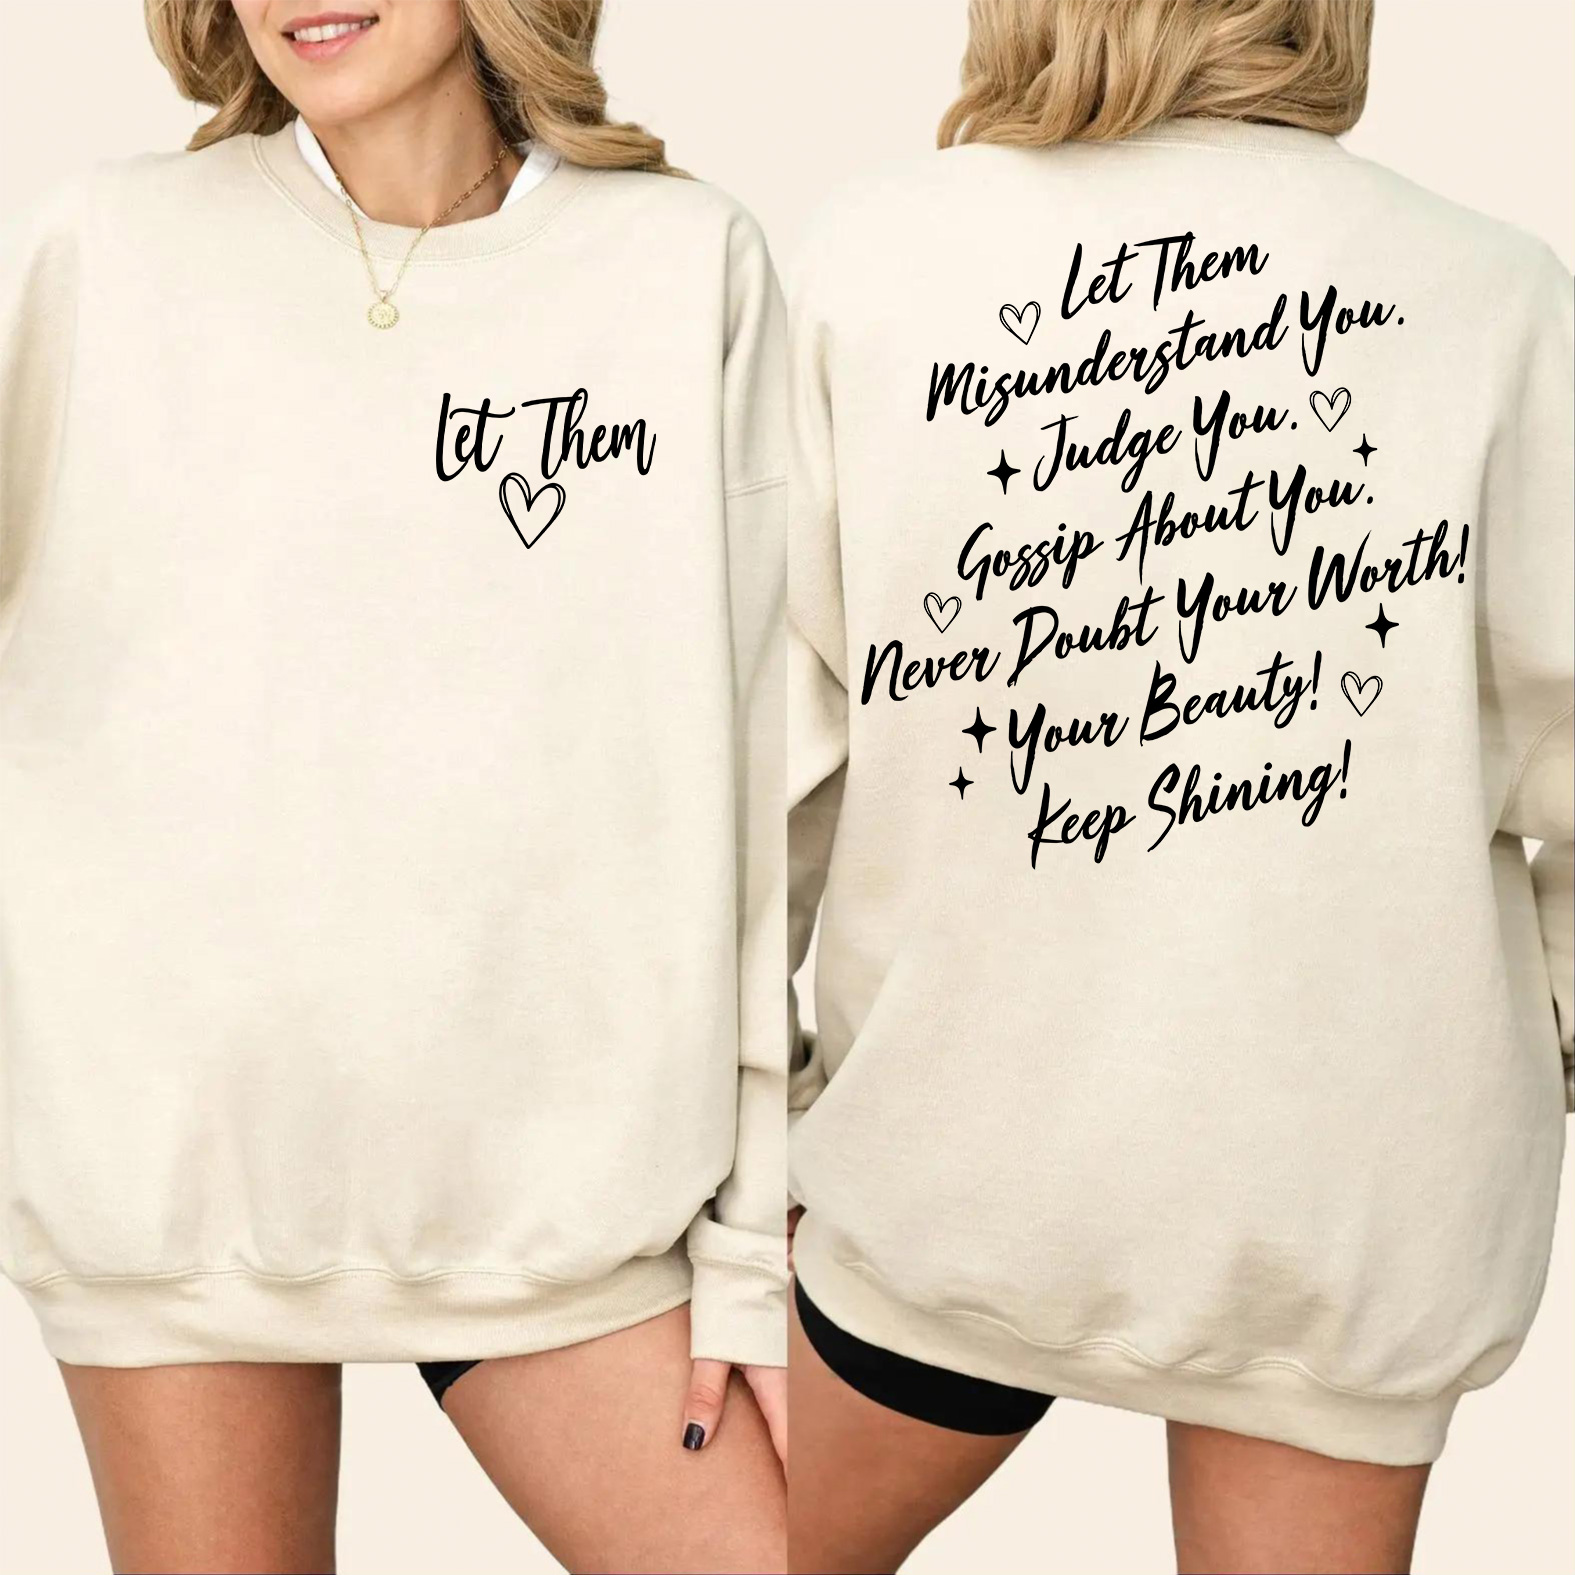 Let Them
Let Them
Misunderstand You.
Judge You.
Gossip About You.
Never Doubt Your Worth!
Your Beauty!
Keep Shining!